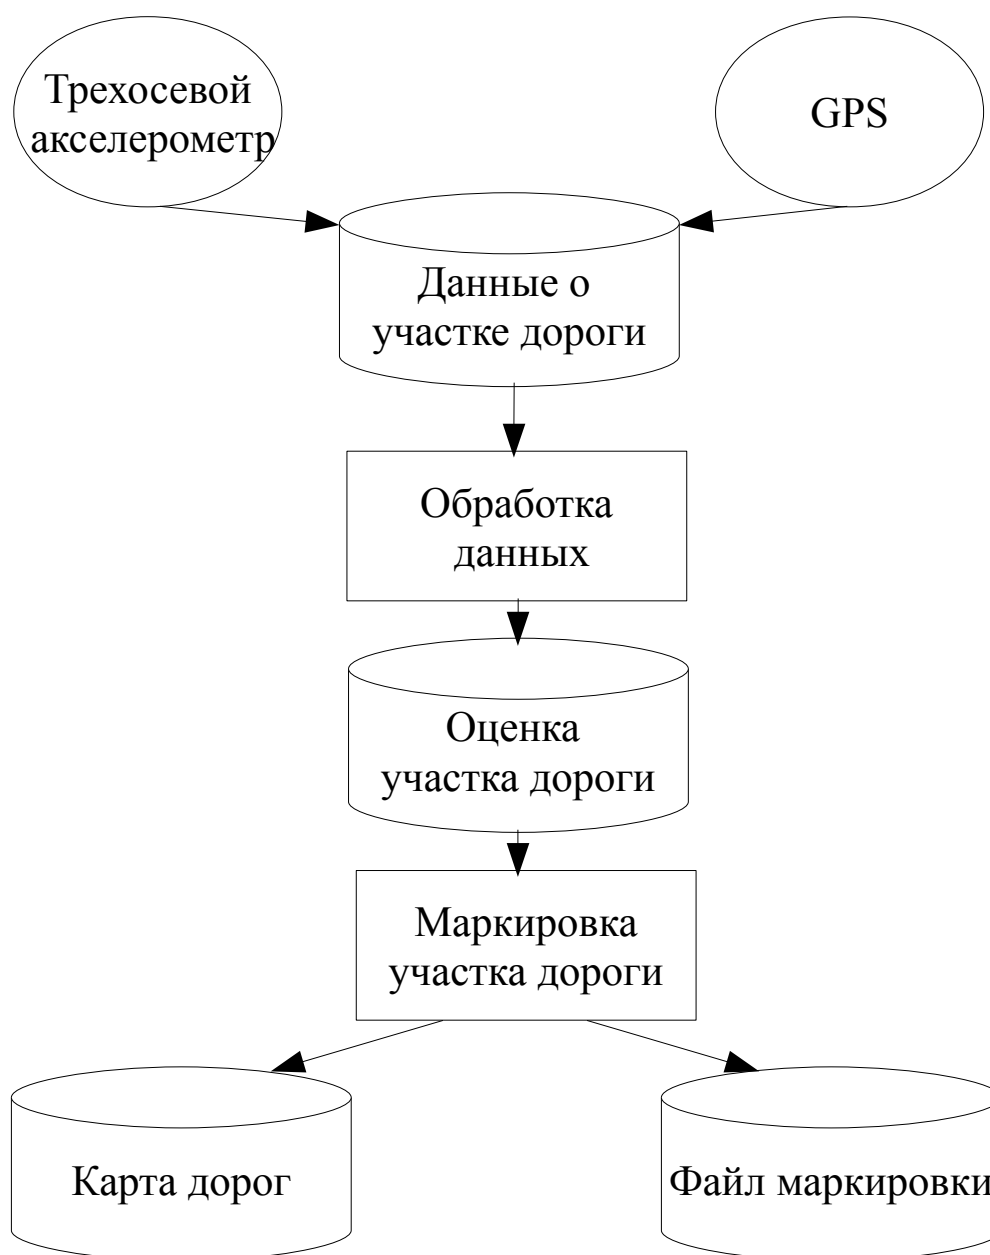 Трехосевой
акселерометр
GPS
Данные о
участке дороги
Обработка
данных
Оценка
участка дороги
Маркировка
участка дороги
Карта дорог
Файл маркировки